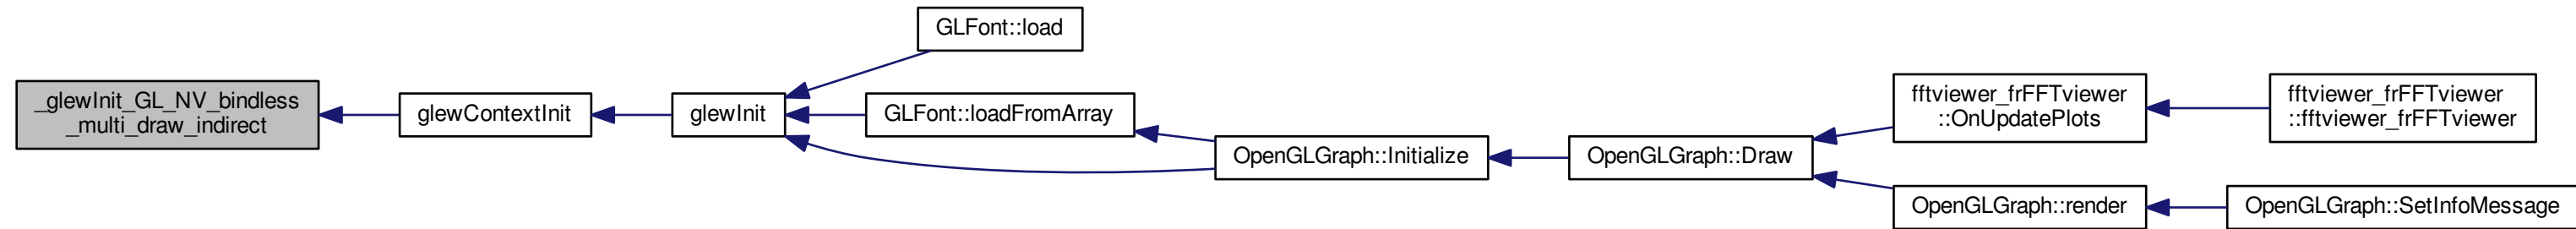 _glewInit_GL_NV_bindless
_multi_draw_indirect
glewContextInit
glewInit
GLFont::load
GLFont::loadFromArray
OpenGLGraph::Initialize
OpenGLGraph::Draw
fftviewer_frFFTviewer
::OnUpdatePlots
fftviewer_frFFTviewer
::fftviewer_frFFTviewer
OpenGLGraph::render
OpenGLGraph::SetInfoMessage